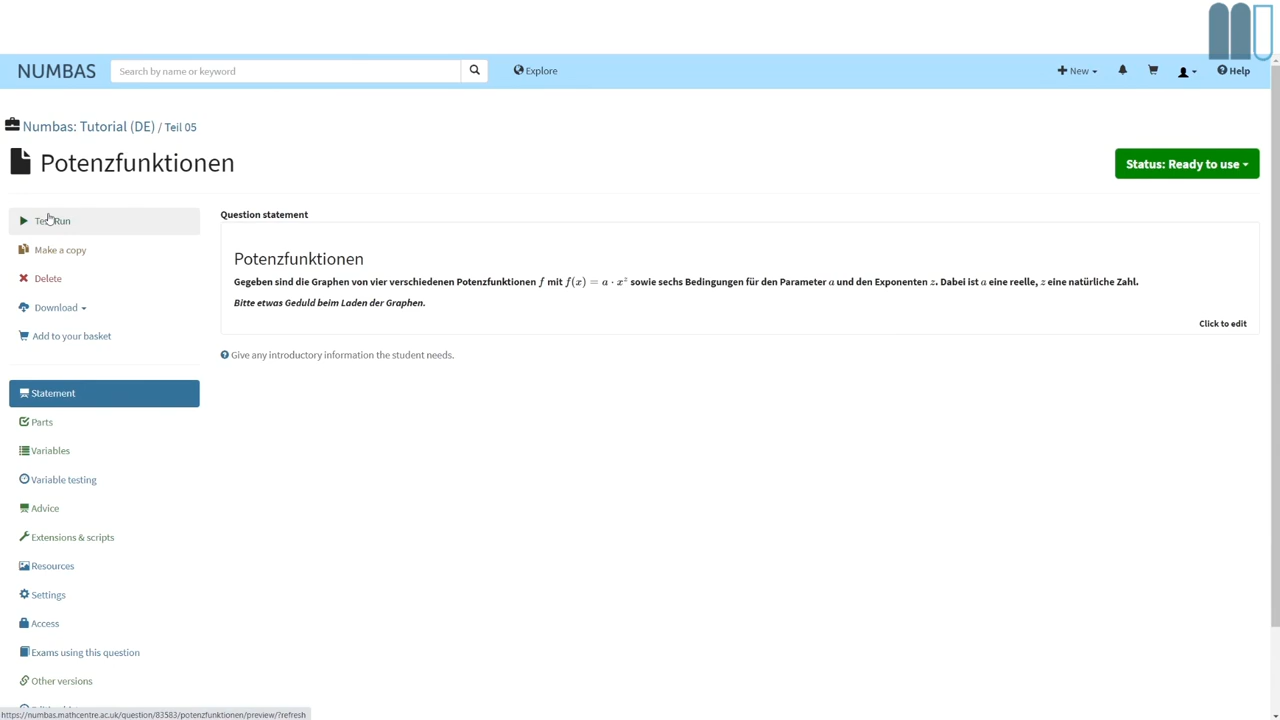 NUMBAS
Search by name or keyword
Explore
New
Help
Numbas: Tutorial (DE) / Teil 05
Potenzfunktionen
Status: Ready to use
Test Run
Make a copy
Delete
Download
Add to your basket
Statement
Parts
Variables
Variable testing
Advice
Extensions & scripts
Resources
Settings
Access
Exams using this question
Other versions
Question statement
Potenzfunktionen
Gegeben sind die Graphen von vier verschiedenen Potenzfunktionen f mit f(x) = a · x^z sowie sechs Bedingungen für den Parameter a und den Exponenten z. Dabei ist a eine reelle, z eine natürliche Zahl.
Bitte etwas Geduld beim Laden der Graphen.
Click to edit
Give any introductory information the student needs.
https://numbas.mathcentre.ac.uk/question/83583/potenzfunktionen/preview/?refresh